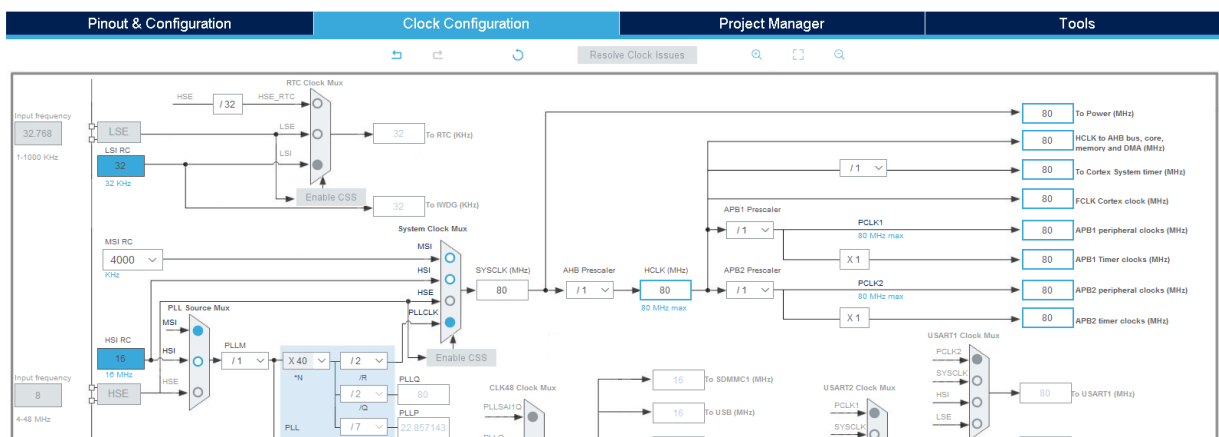 Pinout & Configuration
Clock Configuration
Project Manager
Tools
Resolve Clock Issues
RTC Clock Mux
HSE
/ 32
HSE_RTC
Input frequency
32.768
1-1000 KHz
LSE
LSE
32
To RTC (KHz)
LSI RC
32
32 KHz
LSI
Enable CSS
32
To IWDG (KHz)
80
To Power (MHz)
80
HCLK to AHB bus, core,
memory and DMA (MHz)
/ 1
80
To Cortex System timer (MHz)
80
FCLK Cortex clock (MHz)
APB1 Prescaler
/ 1
PCLK1
80 MHz max
80
APB1 peripheral clocks (MHz)
X 1
80
APB1 Timer clocks (MHz)
System Clock Mux
MSI RC
4000
KHz
MSI
HSI
HSE
PLLCLK
SYSCLK (MHz)
80
AHB Prescaler
/ 1
HCLK (MHz)
80
80 MHz max
APB2 Prescaler
/ 1
PCLK2
80 MHz max
80
APB2 peripheral clocks (MHz)
X 1
80
APB2 timer clocks (MHz)
Enable CSS
PLL Source Mux
MSI
HSI RC
16
16 MHz
HSI
HSE
PLLM
/ 1
X 40
*N
/ 2
/R
/ 2
/Q
/ 7
PLL
PLLQ
80
PLLP
22.857143
Input frequency
8
4-48 MHz
HSE
CLK48 Clock Mux
PLLSAI1Q
PLLQ
16
To SDMMC1 (MHz)
16
To USB (MHz)
USART2 Clock Mux
PCLK1
SYSCLK
USART1 Clock Mux
PCLK2
SYSCLK
HSI
LSE
80
To USART1 (MHz)